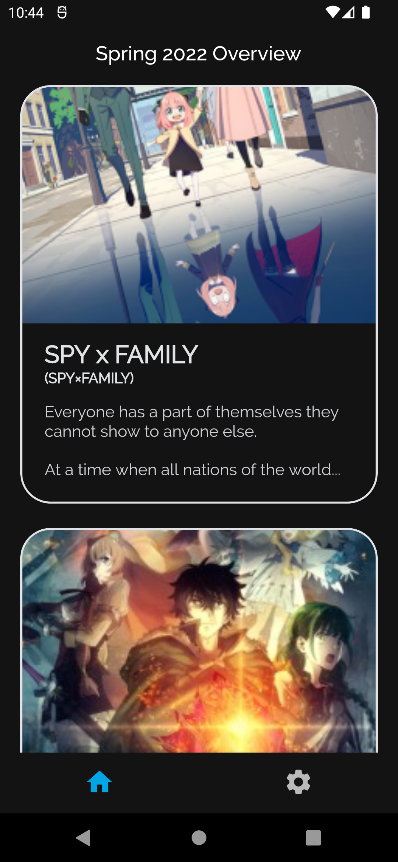 10:44
Spring 2022 Overview
SPY x FAMILY
(SPY×FAMILY)
Everyone has a part of themselves they
cannot show to anyone else.
At a time when all nations of the world...